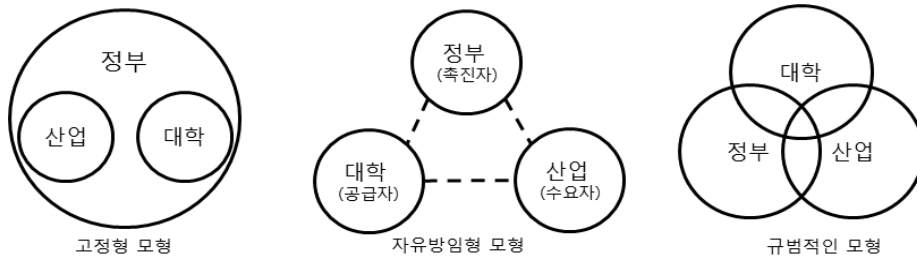 정부
산업
대학
고정형 모형
정부
(촉진자)
대학
(공급자)
산업
(수요자)
자유방임형 모형
대학
정부
산업
규범적인 모형